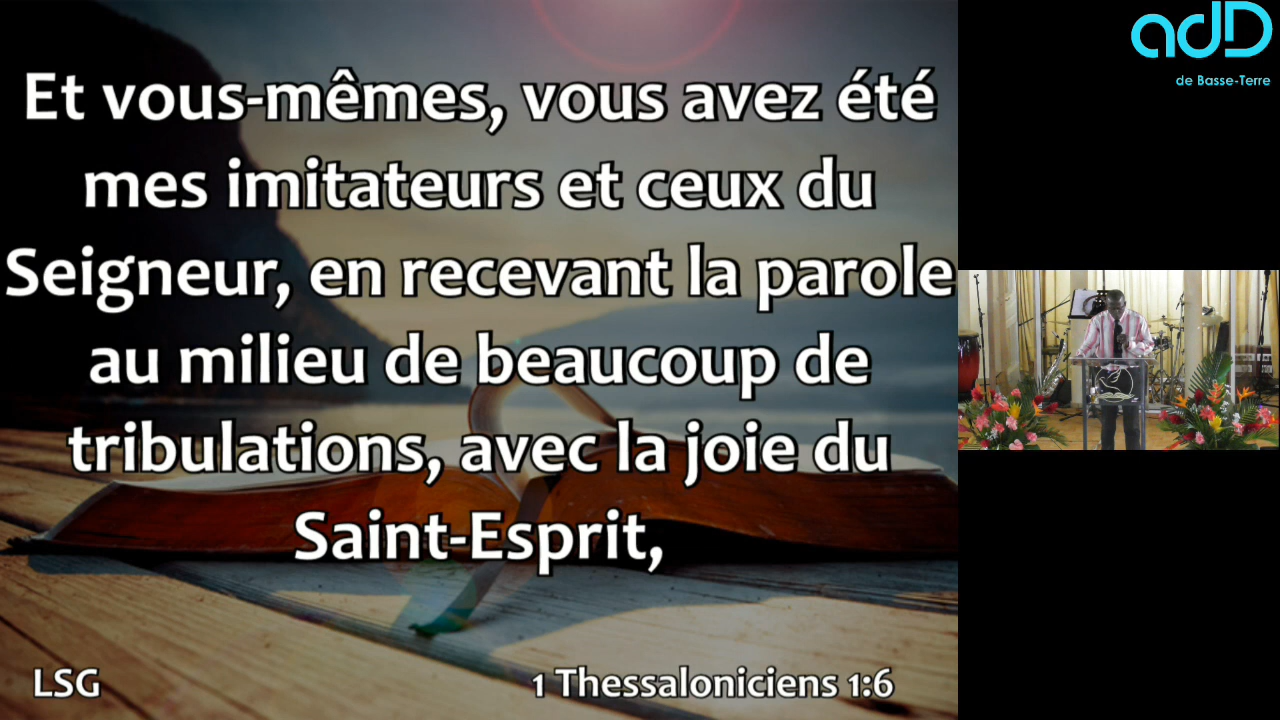 Et vous-mêmes, vous avez été
mes imitateurs et ceux du
Seigneur, en recevant la parole
au milieu de beaucoup de
tribulations, avec la joie du
Saint-Esprit,
LSG
1 Thessaloniciens 1:6
adD
de Basse-Terre